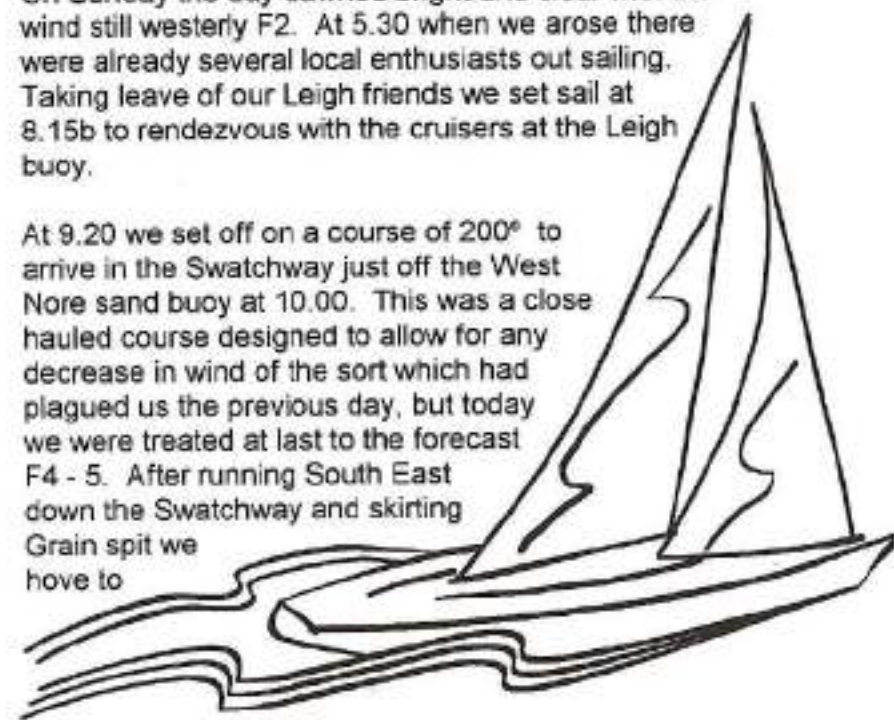 wind still westerly F2. At 5.30 when we arose there
were already several local enthusiasts out sailing.
Taking leave of our Leigh friends we set sail at
8.15b to rendezvous with the cruisers at the Leigh
buoy.
At 9.20 we set off on a course of 200° to
arrive in the Swatchway just off the West
Nore sand buoy at 10.00. This was a close
hauled course designed to allow for any
decrease in wind of the sort which had
plagued us the previous day, but today
we were treated at last to the forecast
F4 - 5. After running South East
down the Swatchway and skirting
Grain spit we
hove to